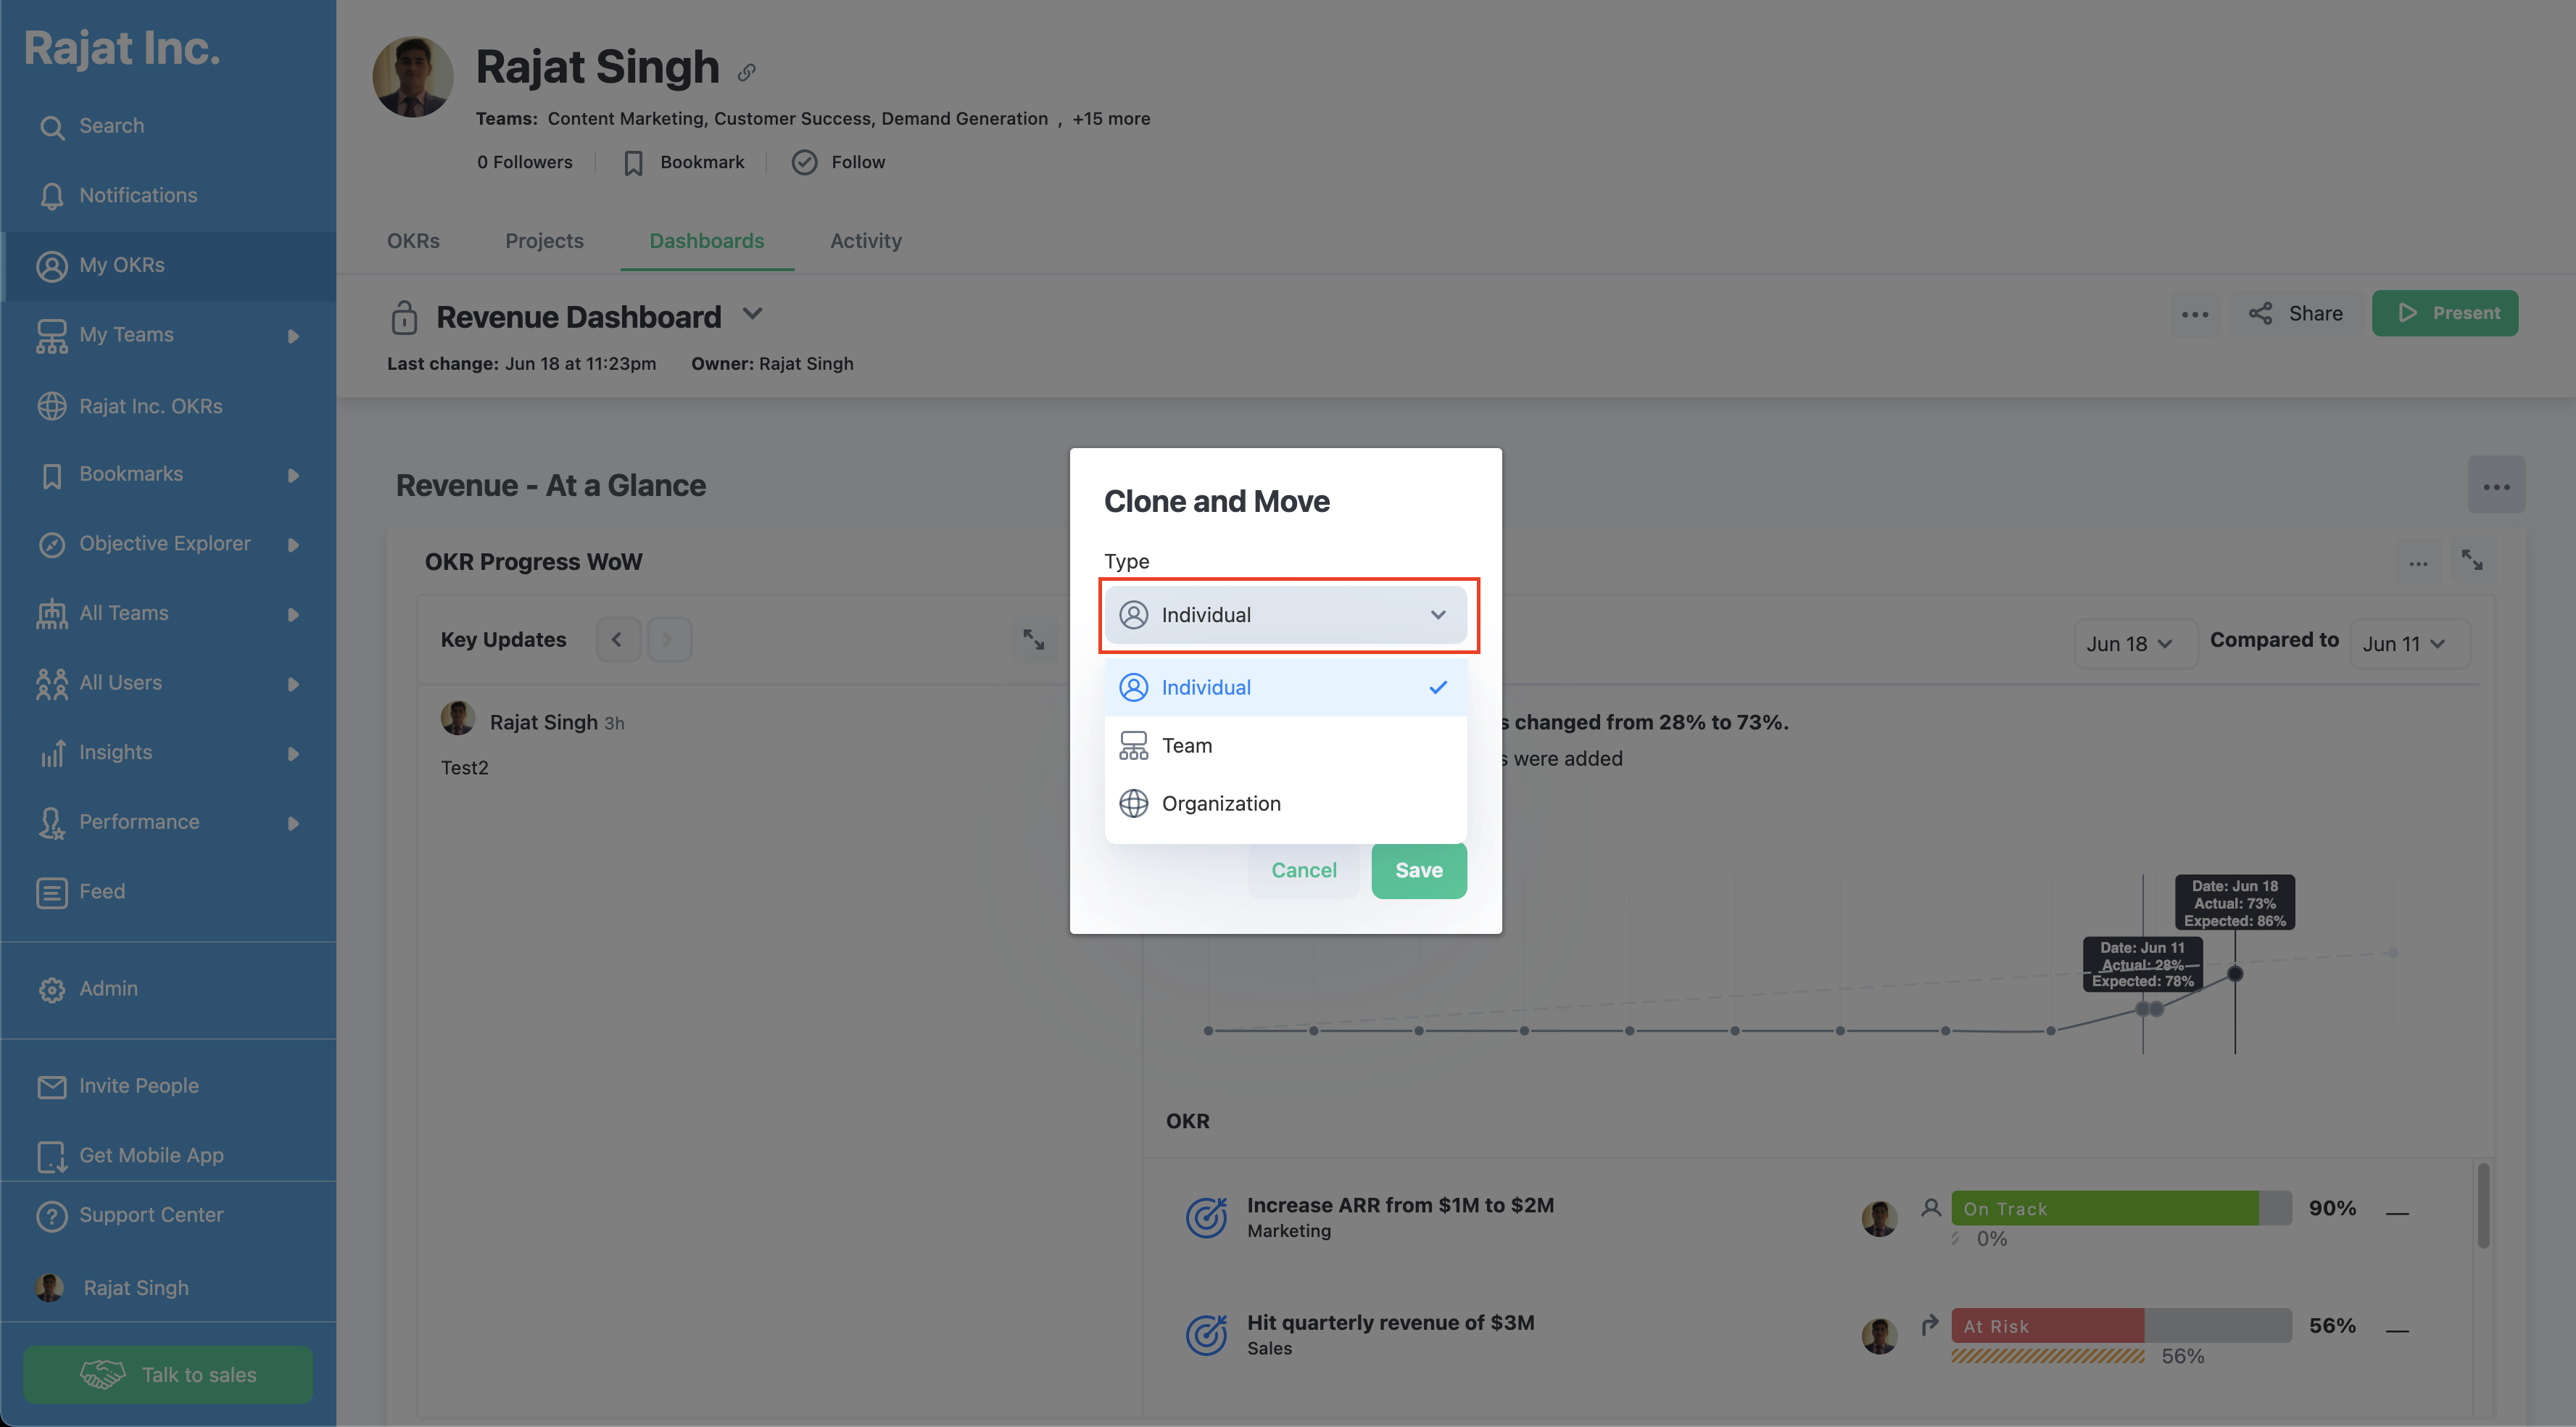 Rajat Inc.
Search
Notifications
My OKRs
My Teams
Rajat Inc. OKRs
Bookmarks
Objective Explorer
All Teams
All Users
Insights
Performance
Feed
Admin
Invite People
Get Mobile App
Support Center
Rajat Singh
Talk to sales
Rajat Singh
Teams: Content Marketing, Customer Success, Demand Generation , +15 more
0 Followers Bookmark Follow
OKRs Projects Dashboards Activity
Revenue Dashboard
Last change: Jun 18 at 11:23pm Owner: Rajat Singh
Share Present
Revenue - At a Glance
OKR Progress WoW
Key Updates
Rajat Singh 3h
Test2
Clone and Move
Type
Individual
Individual
Team
Organization
Cancel Save
Jun 18 Compared to Jun 11
s changed from 28% to 73%.
s were added
Date: Jun 18
Actual: 73%
Expected: 86%
Date: Jun 11
Actual: 28%
Expected: 78%
OKR
Increase ARR from $1M to $2M
Marketing
On Track 90%
0%
Hit quarterly revenue of $3M
Sales
At Risk 56%
56%